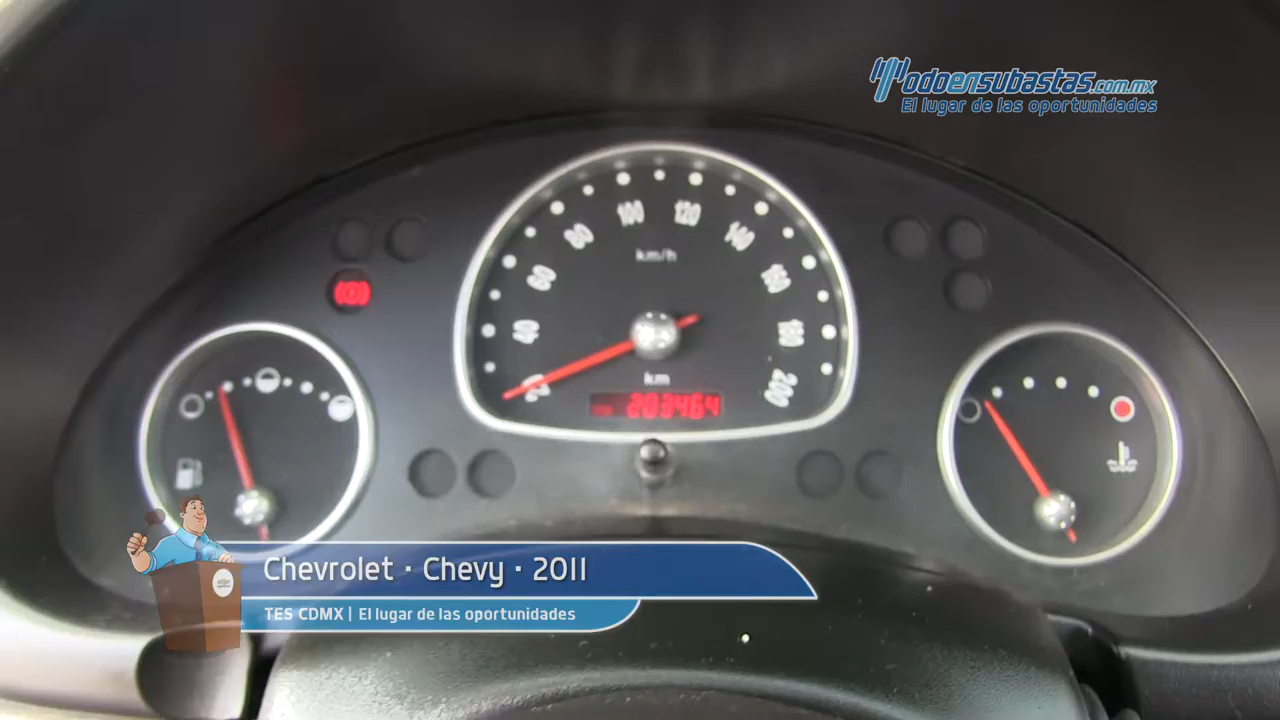 Todoensubastas.com.mx
El lugar de las oportunidades
100
120
80
140
km/h
60
160
40
180
km
20
200
203464
Chevrolet · Chevy · 2011
TES CDMX | El lugar de las oportunidades